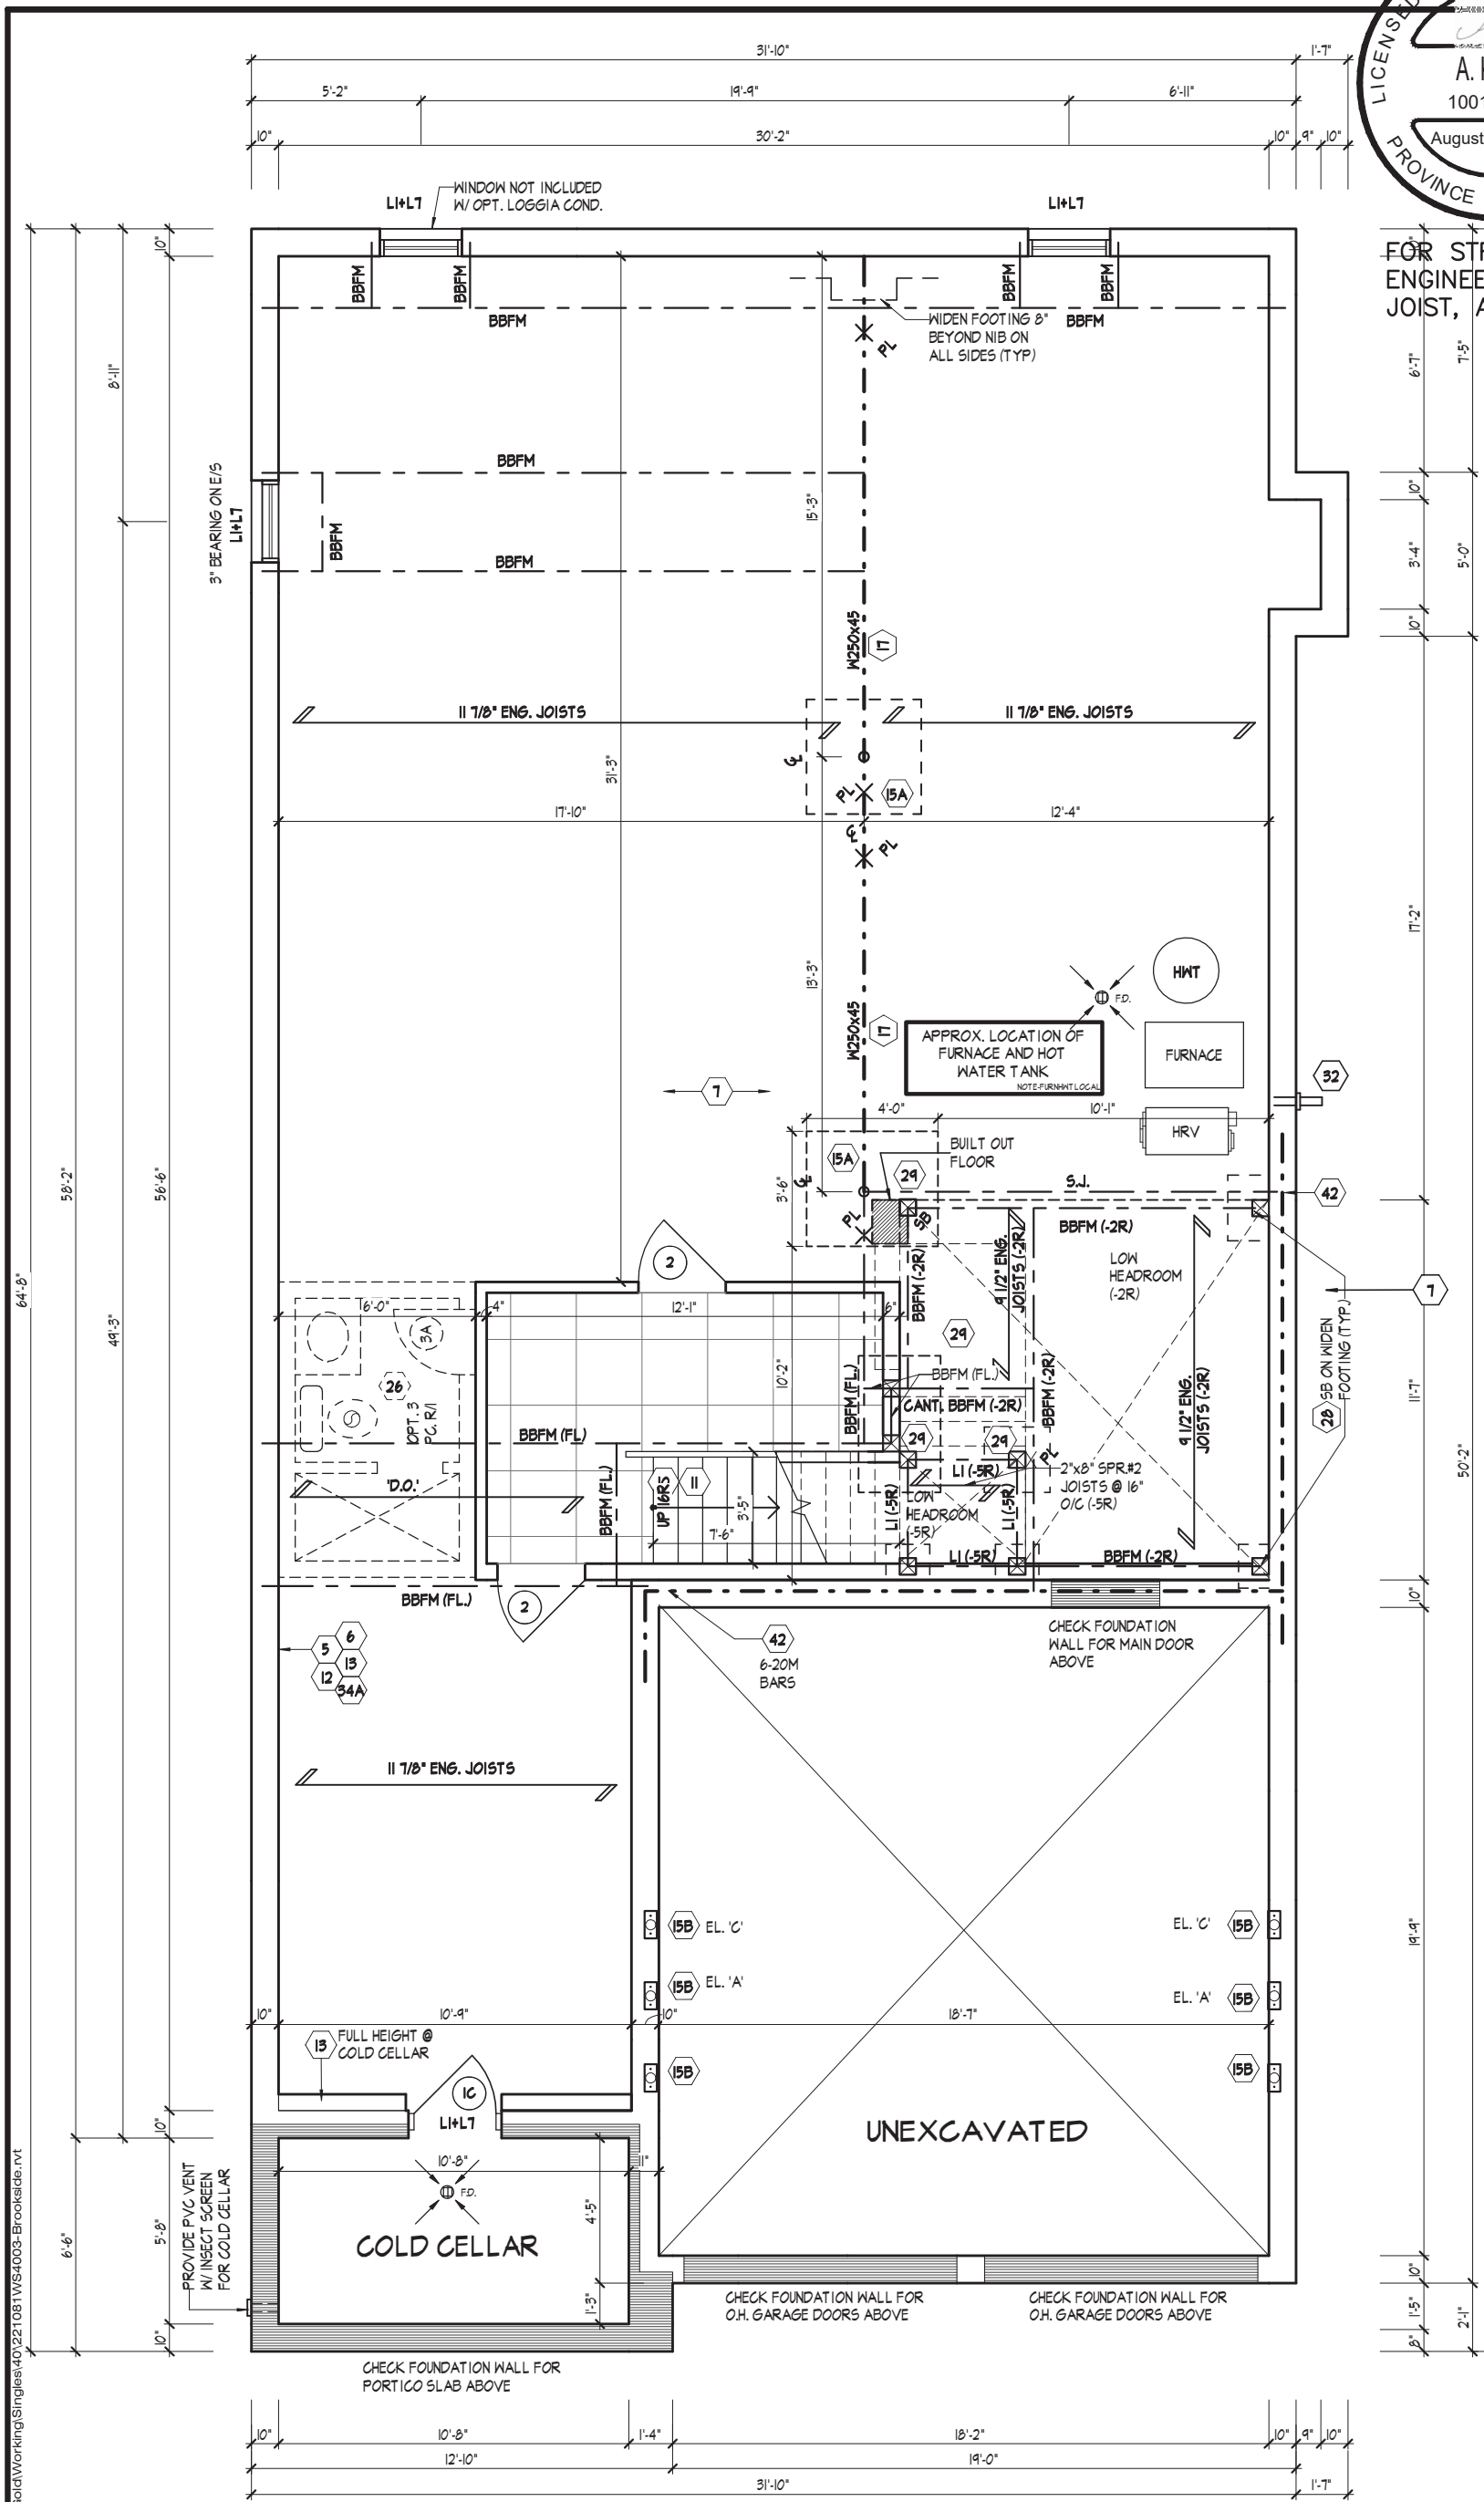 31'-10"
1'-7"
5'-2"
19'-9"
6'-11"
10"
30'-2"
10"
9"
10"
LICENSED
PROVINCE
1001
August
FOR ST
ENGINEE
JOIST, A
WINDOW NOT INCLUDED
W/ OPT. LOGGIA COND.
L1+L7
L1+L7
BBFM
BBFM
BBFM
BBFM
BBFM
BBFM
WIDEN FOOTING 8"
BEYOND NIB ON
ALL SIDES (TYP)
PL
10"
8'-11"
6'-7"
7'-5"
3" BEARING ON E/S
L1+L7
BBFM
BBFM
BBFM
15'-3"
10"
3'-4"
5'-0"
10"
W250x45
17
11 7/8" ENG. JOISTS
11 7/8" ENG. JOISTS
31'-3"
PL
15A
17'-10"
12'-4"
PL
13'-3"
17'-2"
HWT
F.D.
W250x45
17
APPROX. LOCATION OF
FURNACE AND HOT
WATER TANK
NOTE-FURNHWT LOCAL
FURNACE
32
7
4'-0"
10'-1"
HRV
BUILT OUT
FLOOR
15A
29
3'-6"
S.J.
42
PL
SB
BBFM (-2R)
58'-2"
56'-6"
64'-8"
49'-3"
2
BBFM (-2R)
9 1/2" ENG.
JOISTS (-2R)
LOW
HEADROOM
(-2R)
7
6'-0"
4"
12'-1"
6"
3A
29
28
SB ON WIDEN
FOOTING (TYP.)
26
OPT. 3
PC. R/I
10'-2"
BBFM (FL.)
BBFM (FL.)
CANT. BBFM (-2R)
BBFM (-2R)
9 1/2" ENG.
JOISTS (-2R)
11'-7"
50'-2"
BBFM (FL)
29
29
PL
'D.O.'
BBFM (FL.)
UP 16RS
11
3'-5"
7'-6"
L1 (-5R)
LOW
HEADROOM
(-5R)
L1 (-5R)
L1 (-5R)
2"x8" SPR.#2
JOISTS @ 16"
O/C (-5R)
L1 (-5R)
BBFM (-2R)
BBFM (FL.)
2
10"
42
6-20M
BARS
CHECK FOUNDATION
WALL FOR MAIN DOOR
ABOVE
5
6
13
12
34A
11 7/8" ENG. JOISTS
15B
EL. 'C'
EL. 'C'
15B
15B
EL. 'A'
EL. 'A'
15B
19'-9"
10"
10'-9"
10"
18'-7"
13
FULL HEIGHT @
COLD CELLAR
15B
15B
1C
L1+L7
UNEXCAVATED
10"
10'-8"
11"
F.D.
COLD CELLAR
4'-5"
1'-3"
PROVIDE PVC VENT
W/ INSECT SCREEN
FOR COLD CELLAR
6'-6"
5'-8"
10"
10"
1'-5"
8"
2'-1"
CHECK FOUNDATION WALL FOR
O.H. GARAGE DOORS ABOVE
CHECK FOUNDATION WALL FOR
O.H. GARAGE DOORS ABOVE
CHECK FOUNDATION WALL FOR
PORTICO SLAB ABOVE
10"
10'-8"
1'-4"
18'-2"
10"
9"
10"
12'-10"
19'-0"
31'-10"
1'-7"
\Working\Singles\40\221081WS4003-Brookside.rvt